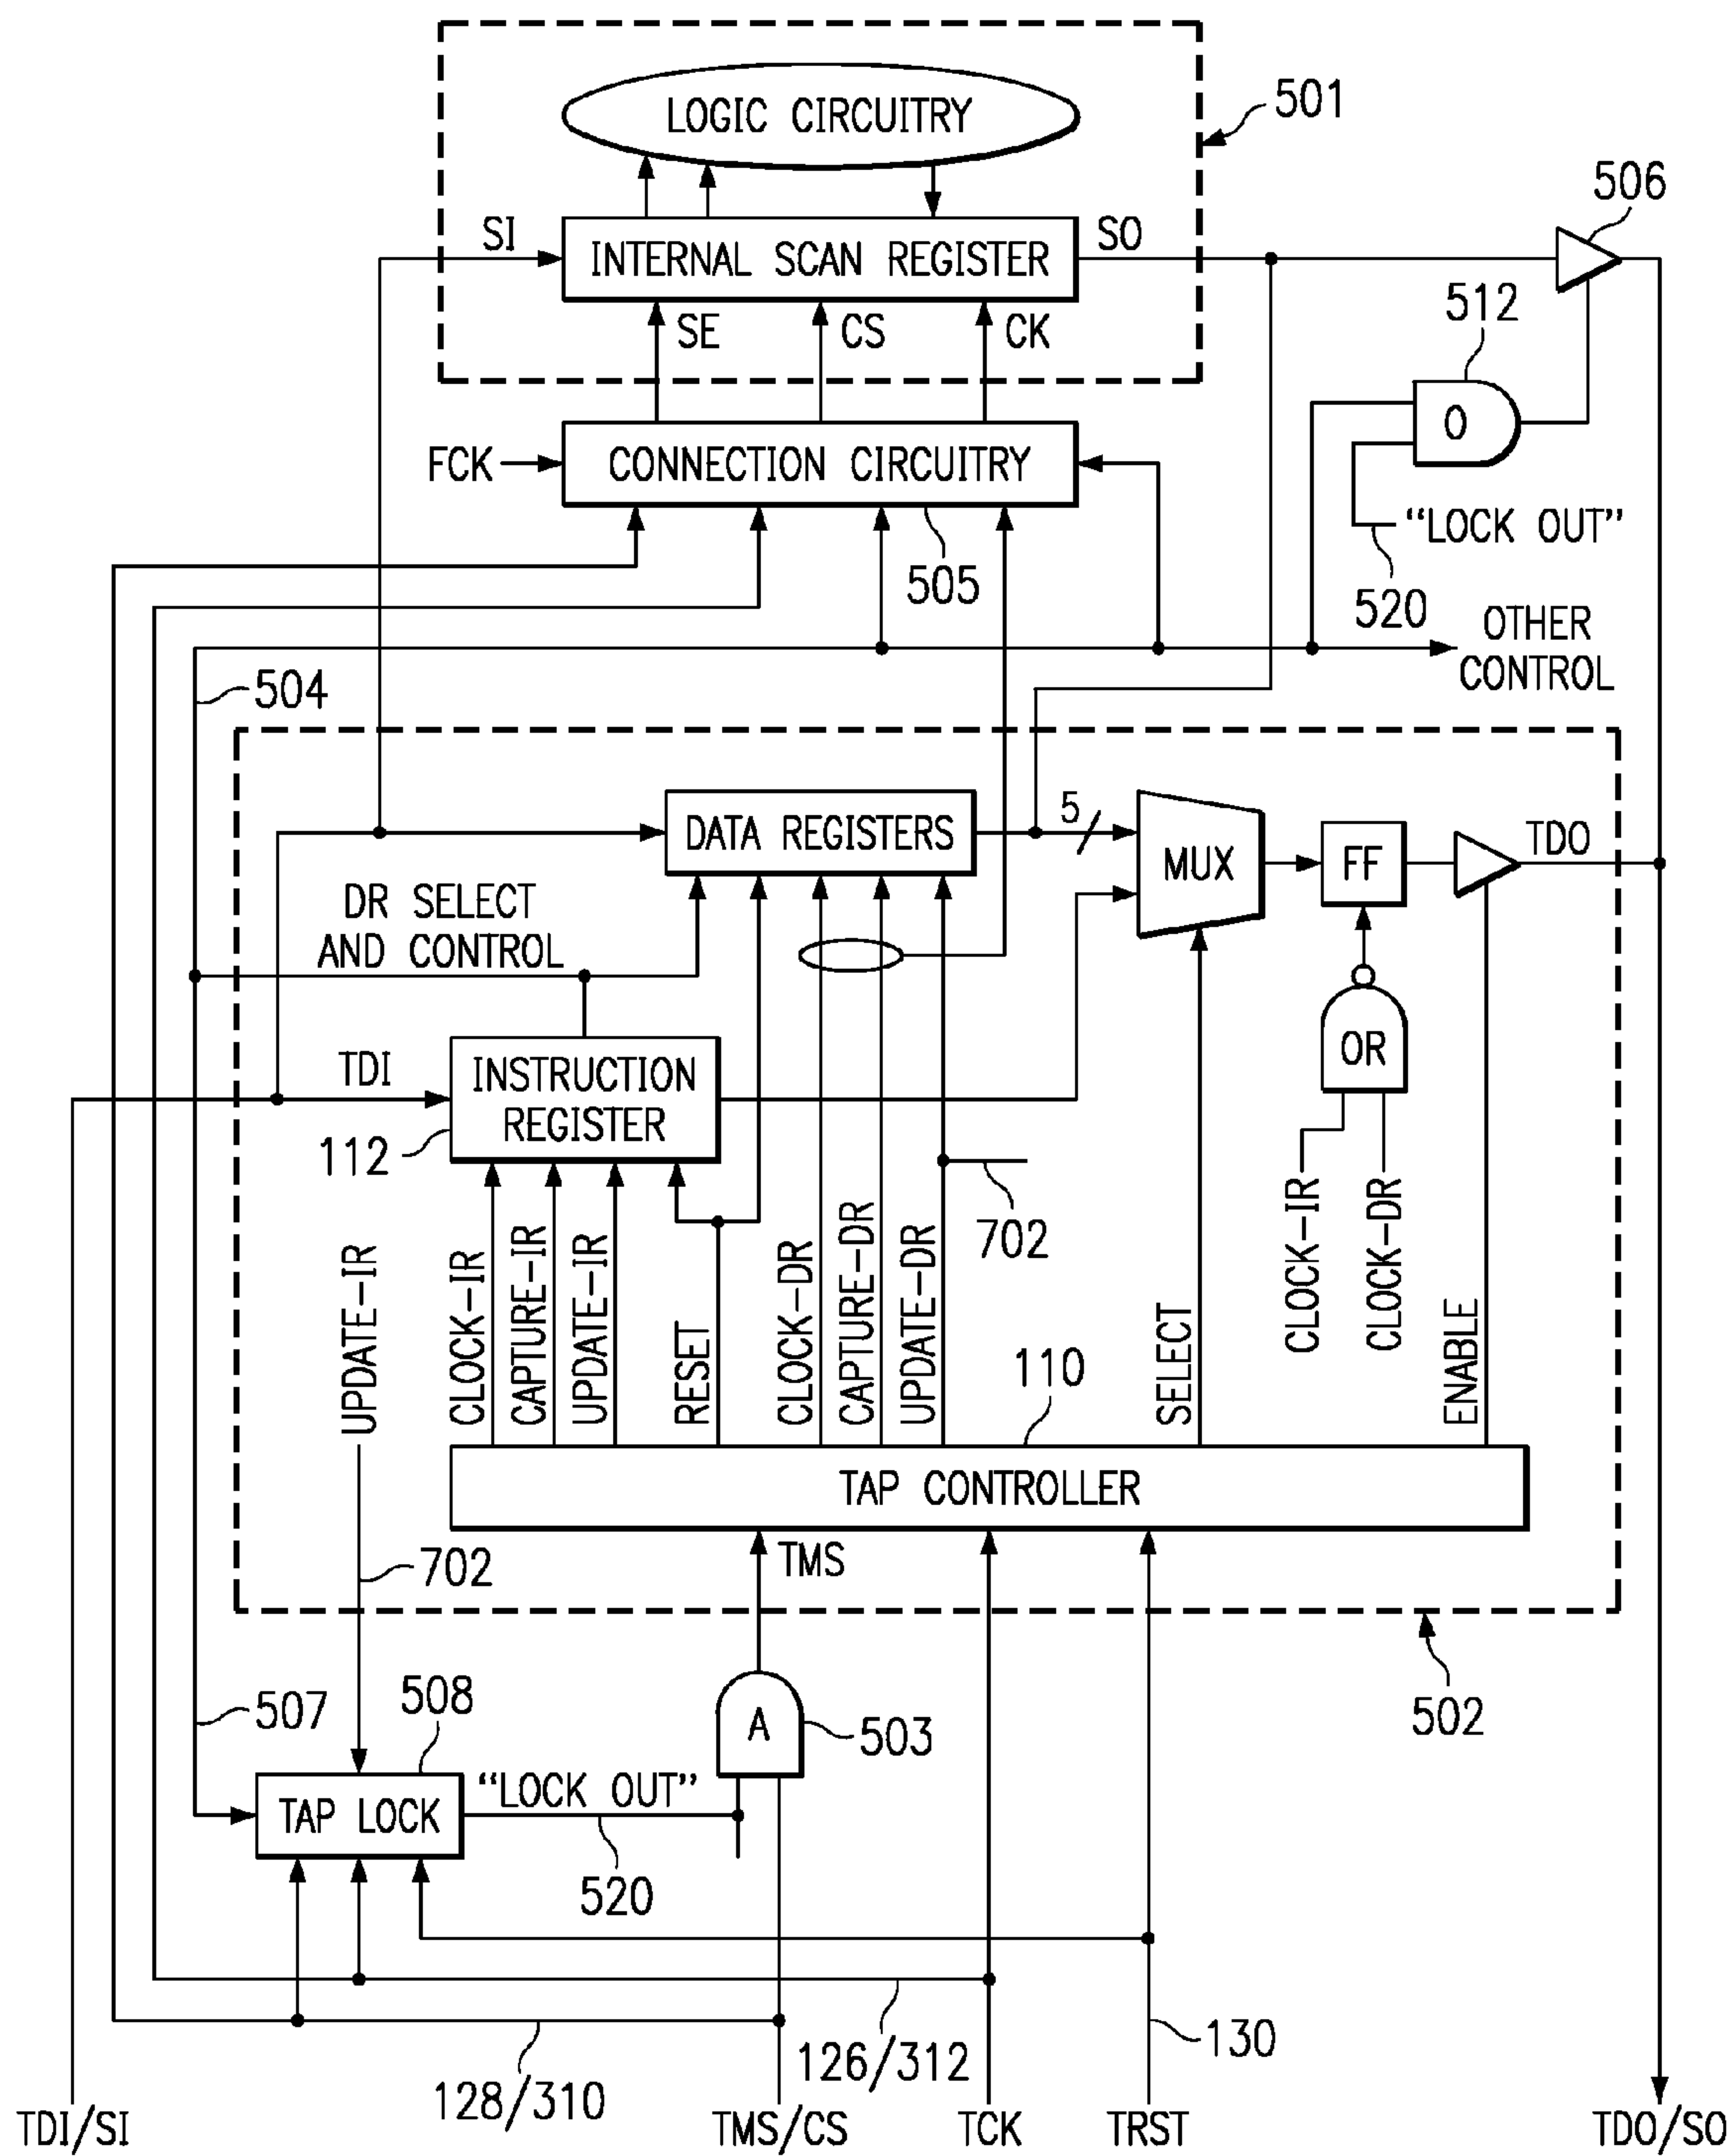 LOGIC CIRCUITRY
501
506
SI
INTERNAL SCAN REGISTER
SO
512
SE
CS
CK
O
FCK
CONNECTION CIRCUITRY
"LOCK OUT"
505
520
OTHER
CONTROL
504
5
DATA REGISTERS
MUX
FF
TDO
DR SELECT
AND CONTROL
OR
TDI
INSTRUCTION
REGISTER
112
702
UPDATE-IR
CLOCK-IR
CAPTURE-IR
UPDATE-IR
RESET
CLOCK-DR
CAPTURE-DR
UPDATE-DR
SELECT
CLOCK-IR
CLOCK-DR
ENABLE
110
TAP CONTROLLER
702
TMS
507
508
A
503
502
TAP LOCK
"LOCK OUT"
520
130
126/312
128/310
TDI/SI
TMS/CS
TCK
TRST
TDO/SO